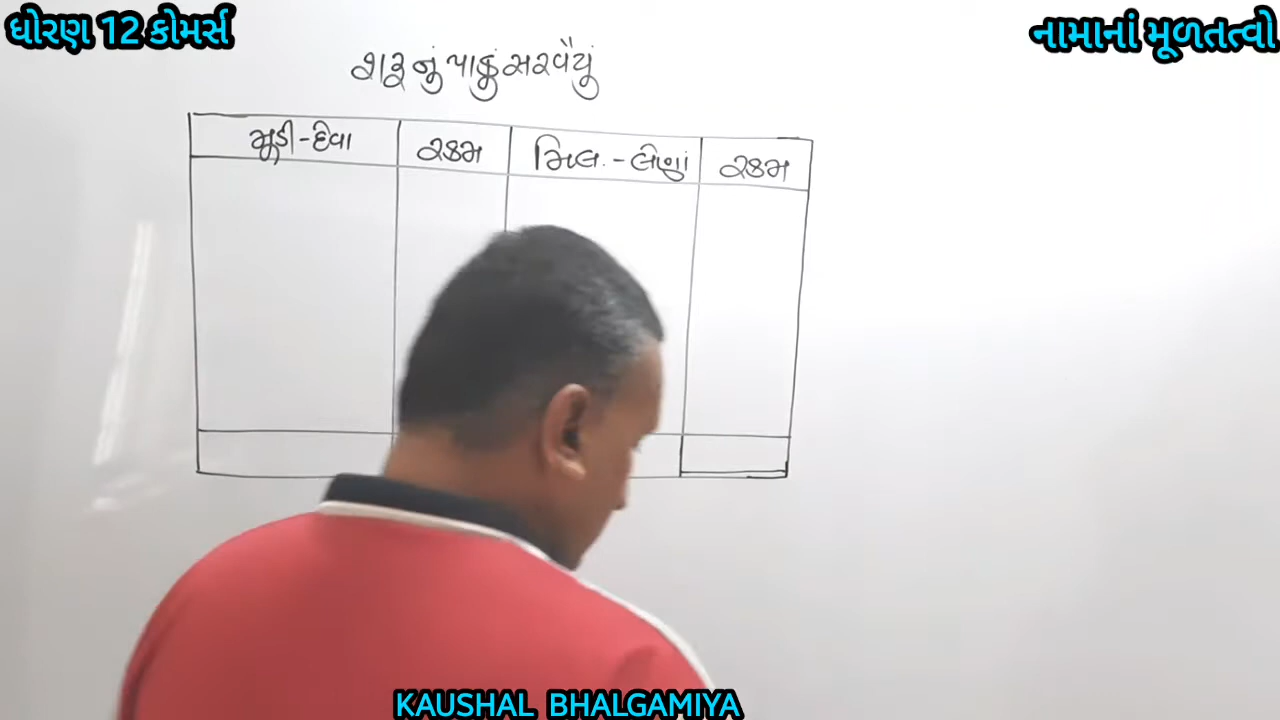 ધોરણ 12 કોમર્સ
નામાનાં મૂળતત્વો
શરૂનું પાકું સરવૈયું
મૂડી-દેવા રકમ મિલ.-લેણાં રકમ
KAUSHAL BHALGAMIYA